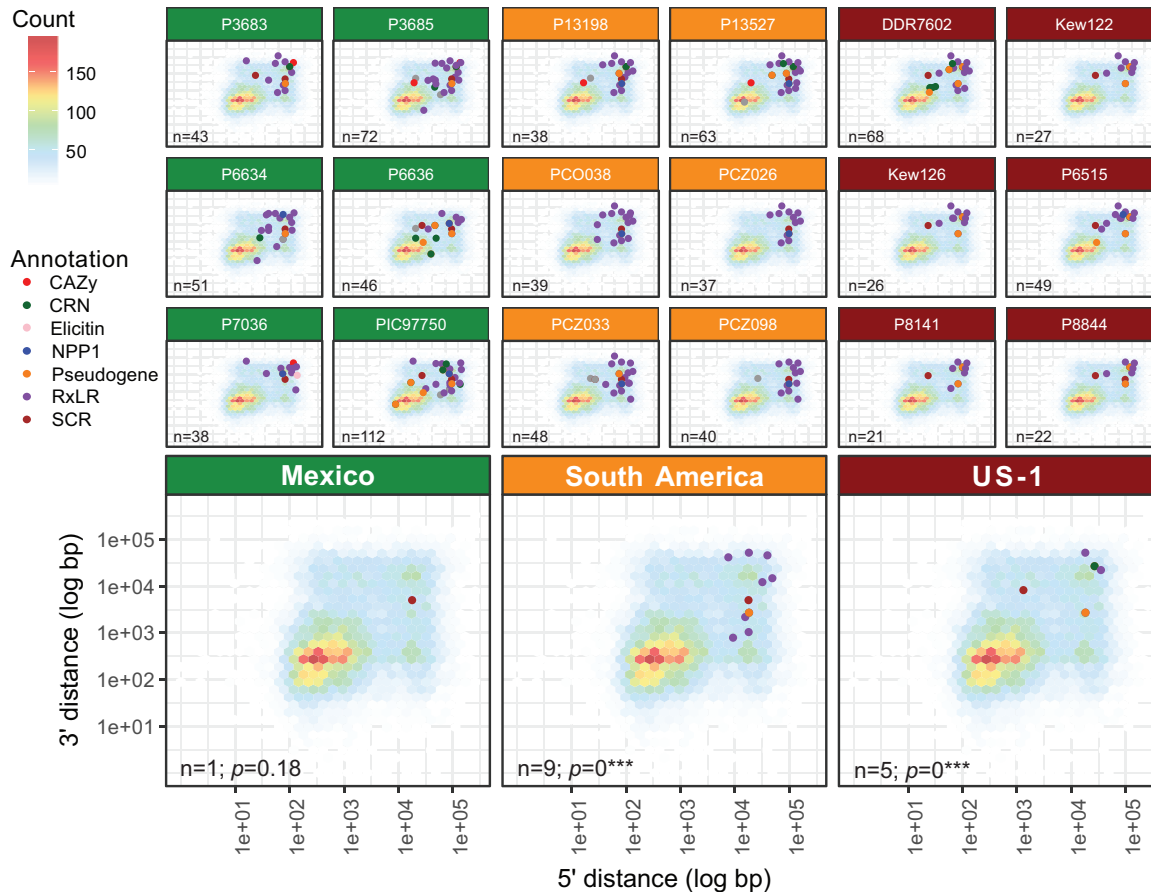 Count
150
100
50
Annotation
CAZy
CRN
Elicitin
NPP1
Pseudogene
RxLR
SCR
P3683
P3685
P13198
P13527
DDR7602
Kew122
n=43
n=72
n=38
n=63
n=68
n=27
P6634
P6636
PCO038
PCZ026
Kew126
P6515
n=51
n=46
n=39
n=37
n=26
n=49
P7036
PIC97750
PCZ033
PCZ098
P8141
P8844
n=38
n=112
n=48
n=40
n=21
n=22
Mexico
South America
US-1
3' distance (log bp)
1e+05
1e+04
1e+03
1e+02
1e+01
n=1; p=0.18
n=9; p=0***
n=5; p=0***
1e+01
1e+02
1e+03
1e+04
1e+05
1e+01
1e+02
1e+03
1e+04
1e+05
1e+01
1e+02
1e+03
1e+04
1e+05
5' distance (log bp)